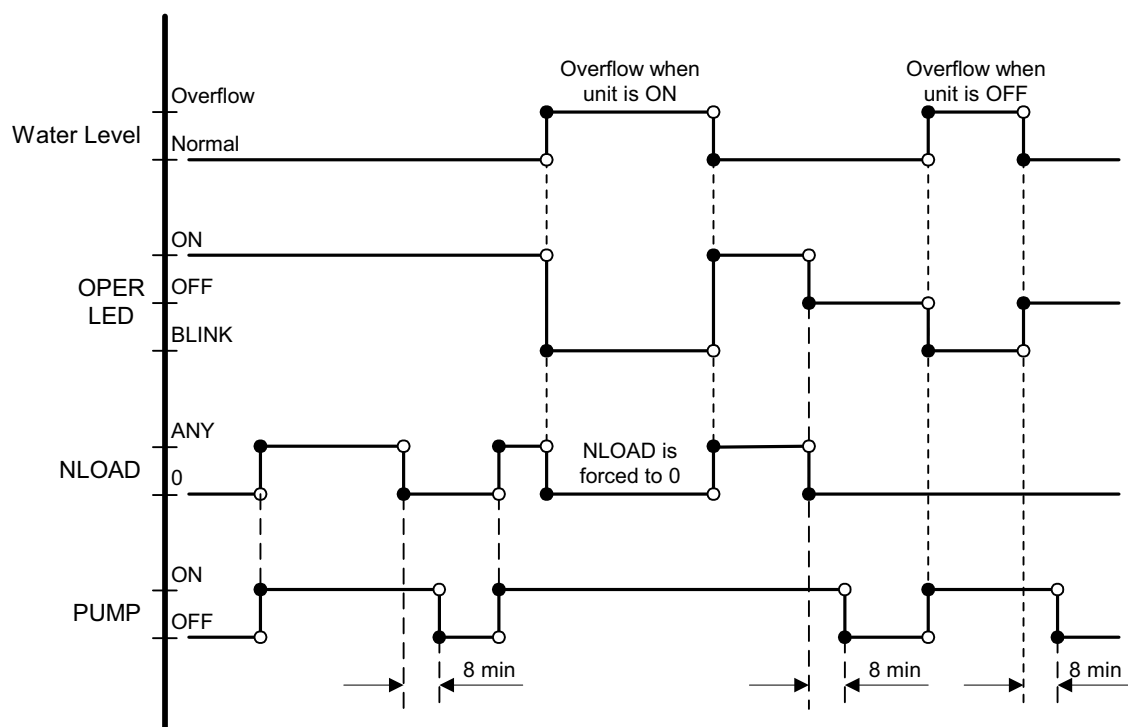 Overflow when
unit is ON
Overflow when
unit is OFF
Overflow
Water Level
Normal
ON
OPER
LED
OFF
BLINK
ANY
NLOAD
0
NLOAD is
forced to 0
ON
PUMP
OFF
8 min
8 min
8 min